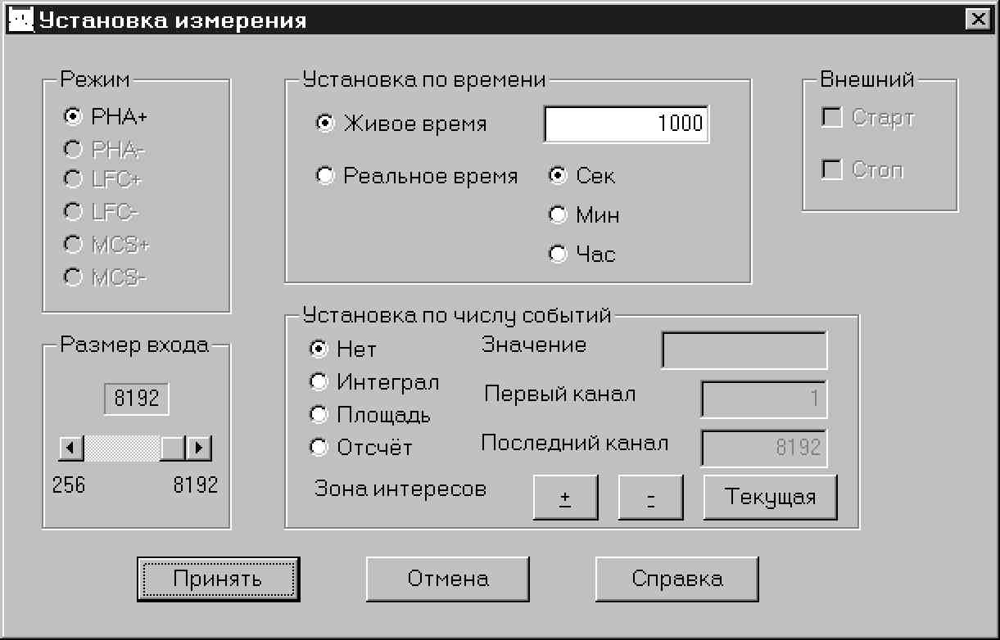 Установка измерения
Режим
PHA+
PHA-
LFC+
LFC-
MCS+
MCS-
Установка по времени
Живое время
1000
Реальное время
Сек
Мин
Час
Внешний
Старт
Стоп
Размер входа
8192
256 8192
Установка по числу событий
Нет
Интеграл
Площадь
Отсчёт
Значение
Первый канал 1
Последний канал 8192
Зона интересов + - Текущая
Принять Отмена Справка